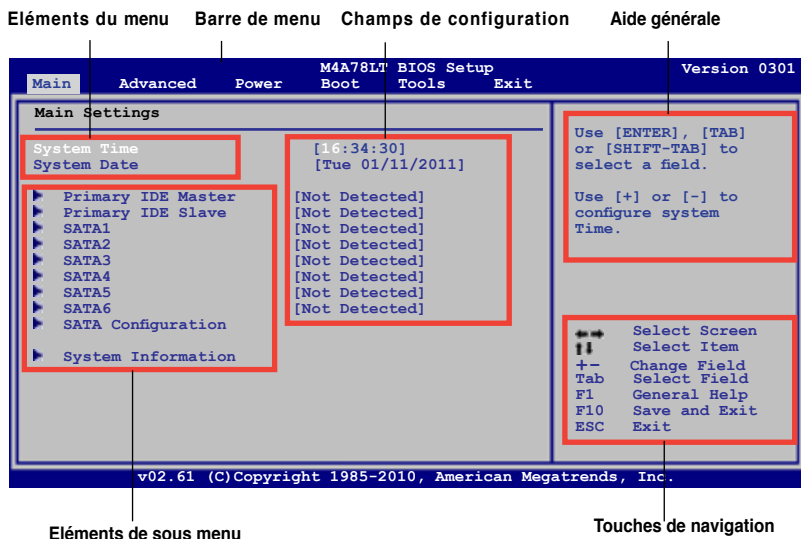 Eléments du menu Barre de menu Champs de configuration Aide générale
M4A78LT BIOS Setup Version 0301
Main Advanced Power Boot Tools Exit
Main Settings
System Time [16:34:30]
System Date [Tue 01/11/2011]
Primary IDE Master [Not Detected]
Primary IDE Slave [Not Detected]
SATA1 [Not Detected]
SATA2 [Not Detected]
SATA3 [Not Detected]
SATA4 [Not Detected]
SATA5 [Not Detected]
SATA6 [Not Detected]
SATA Configuration
System Information
Use [ENTER], [TAB]
or [SHIFT-TAB] to
select a field.
Use [+] or [-] to
configure system
Time.
←→ Select Screen
↑↓ Select Item
+- Change Field
Tab Select Field
F1 General Help
F10 Save and Exit
ESC Exit
v02.61 (C)Copyright 1985-2010, American Megatrends, Inc.
Eléments de sous menu Touches de navigation